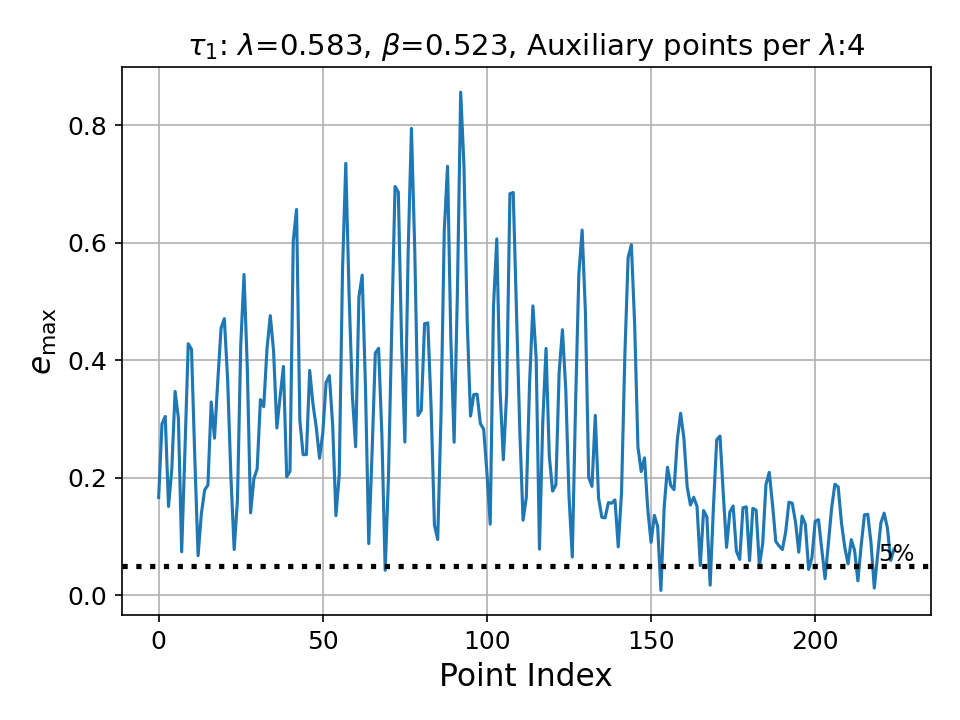 τ₁: λ=0.583, β=0.523, Auxiliary points per λ:4
0.8
0.6
0.4
0.2
0.0
e_max
5%
0 50 100 150 200
Point Index